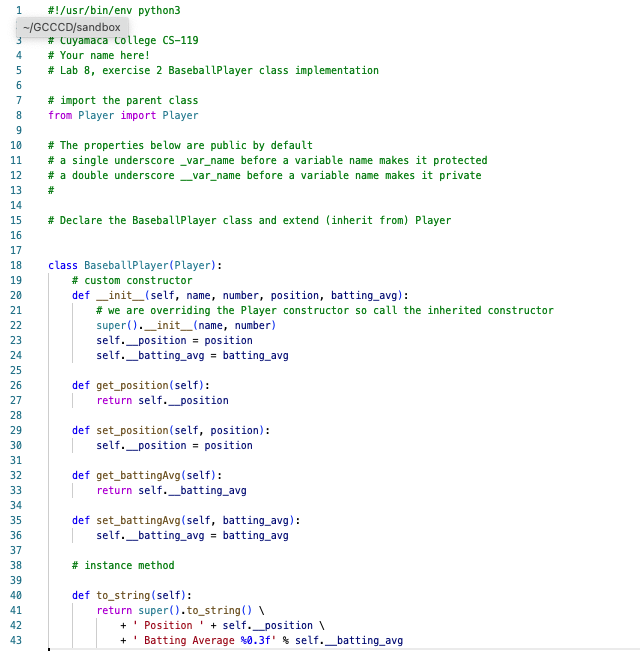 1 #!/usr/bin/env python3
~/GCCCD/sandbox
3 # Cuyamaca College CS-119
4 # Your name here!
5 # Lab 8, exercise 2 BaseballPlayer class implementation
6
7 # import the parent class
8 from Player import Player
9
10 # The properties below are public by default
11 # a single underscore _var_name before a variable name makes it protected
12 # a double underscore __var_name before a variable name makes it private
13 #
14
15 # Declare the BaseballPlayer class and extend (inherit from) Player
16
17
18 class BaseballPlayer(Player):
19     # custom constructor
20     def __init__(self, name, number, position, batting_avg):
21         # we are overriding the Player constructor so call the inherited constructor
22         super().__init__(name, number)
23         self.__position = position
24         self.__batting_avg = batting_avg
25
26     def get_position(self):
27         return self.__position
28
29     def set_position(self, position):
30         self.__position = position
31
32     def get_battingAvg(self):
33         return self.__batting_avg
34
35     def set_battingAvg(self, batting_avg):
36         self.__batting_avg = batting_avg
37
38     # instance method
39
40     def to_string(self):
41         return super().to_string() \
42             + ' Position ' + self.__position \
43             + ' Batting Average %0.3f' % self.__batting_avg